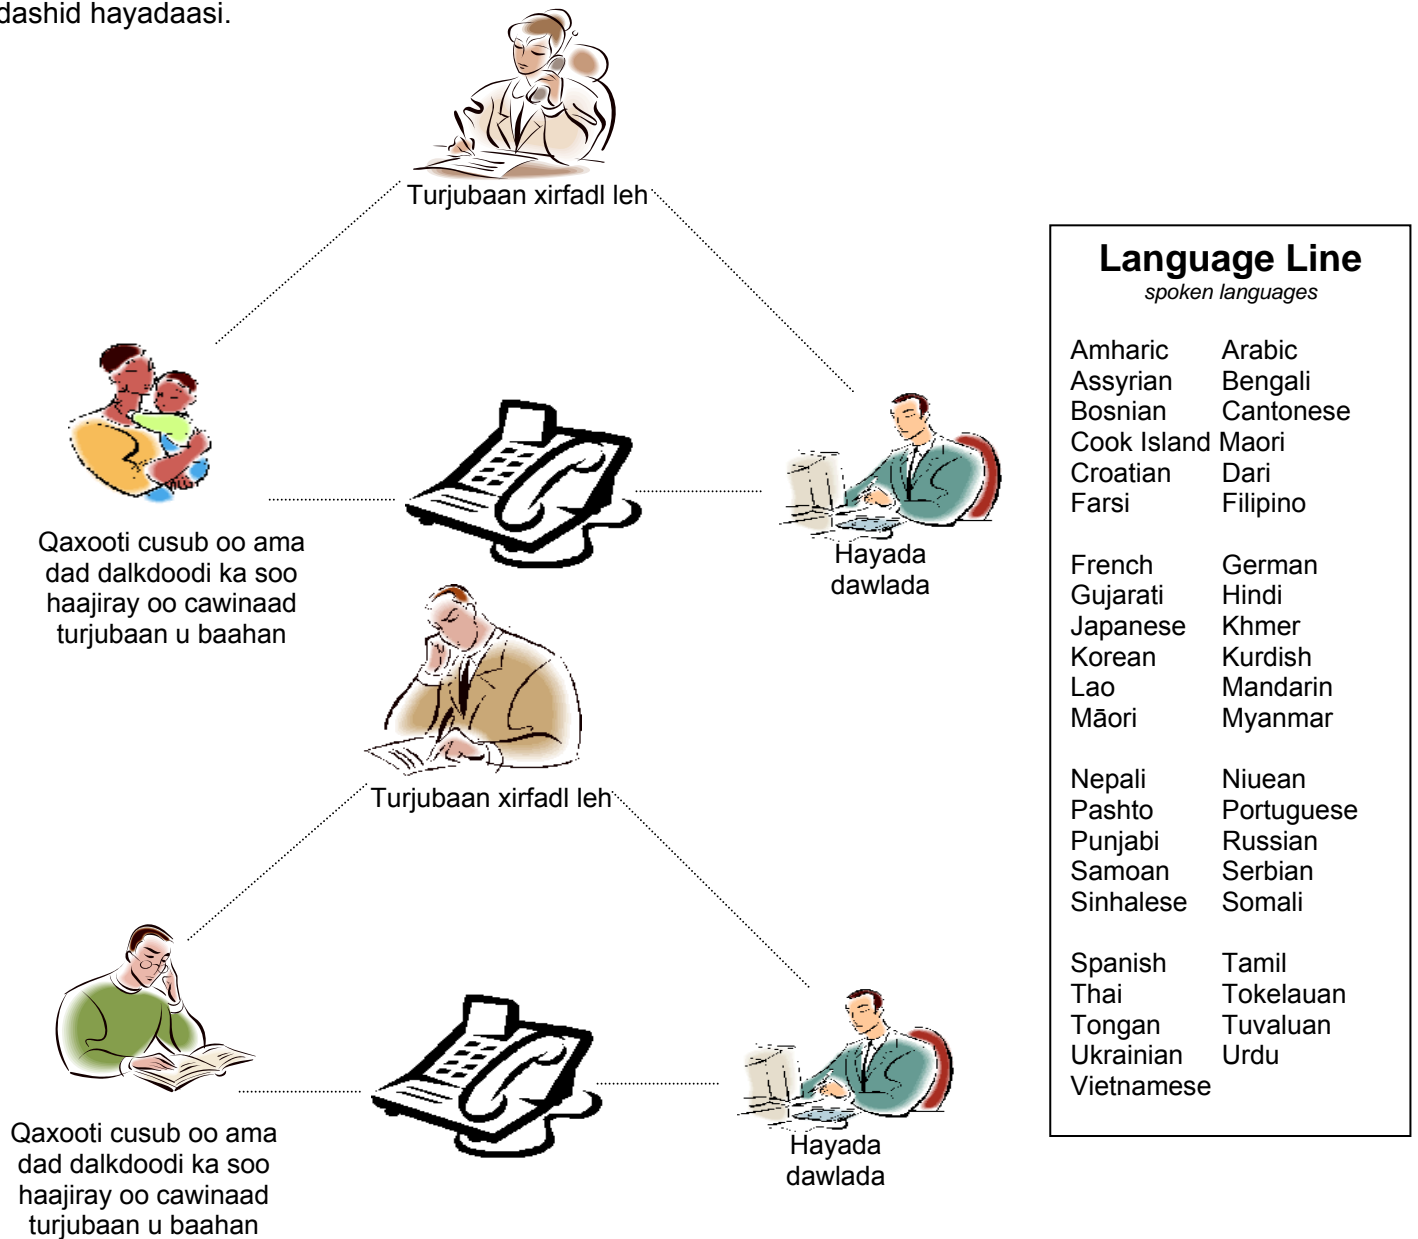 dashid hayadaasi.
Turjubaan xirfadl leh
Qaxooti cusub oo ama
dad dalkdoodi ka soo
haajiray oo cawinaad
turjubaan u baahan
Hayada
dawlada
Turjubaan xirfadl leh
Qaxooti cusub oo ama
dad dalkdoodi ka soo
haajiray oo cawinaad
turjubaan u baahan
Hayada
dawlada
Language Line
spoken languages
Amharic Arabic
Assyrian Bengali
Bosnian Cantonese
Cook Island Maori
Croatian Dari
Farsi Filipino
French German
Gujarati Hindi
Japanese Khmer
Korean Kurdish
Lao Mandarin
Māori Myanmar
Nepali Niuean
Pashto Portuguese
Punjabi Russian
Samoan Serbian
Sinhalese Somali
Spanish Tamil
Thai Tokelauan
Tongan Tuvaluan
Ukrainian Urdu
Vietnamese